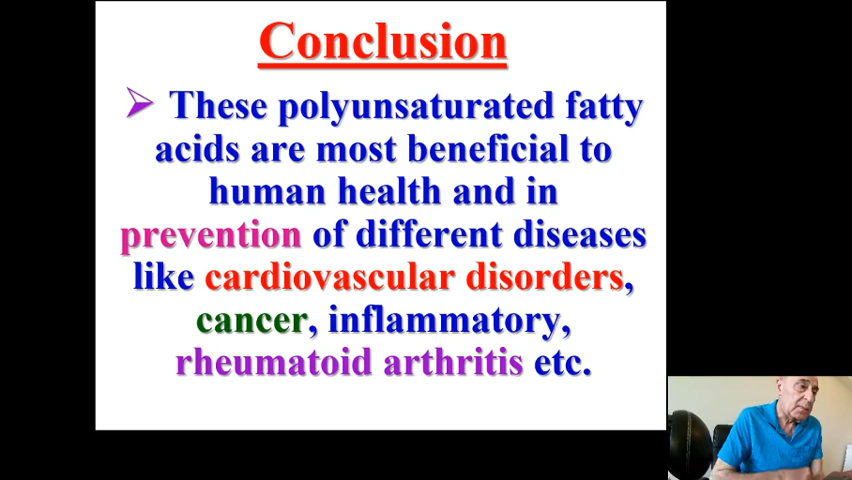 Conclusion
These polyunsaturated fatty
acids are most beneficial to
human health and in
prevention of different diseases
like cardiovascular disorders,
cancer, inflammatory,
rheumatoid arthritis etc.